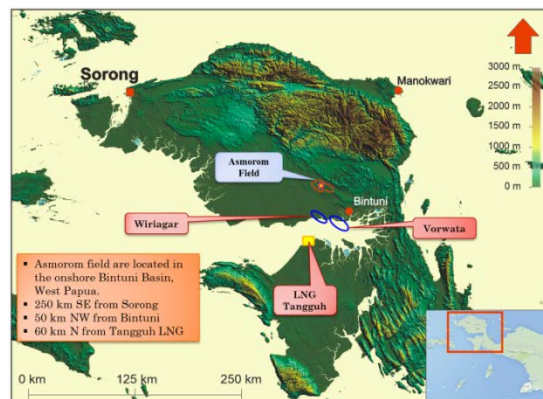 Sorong
Manokwari
3000 m
2500 m
2000 m
1500 m
1000 m
500 m
0 m
Asmorom
Field
Bintuni
Wiriagar
Vorwata
LNG
Tangguh
▪ Asmorom field are located in
the onshore Bintuni Basin,
West Papua.
▪ 250 km SE from Sorong
▪ 50 km NW from Bintuni
▪ 60 km N from Tangguh LNG
0 km
125 km
250 km